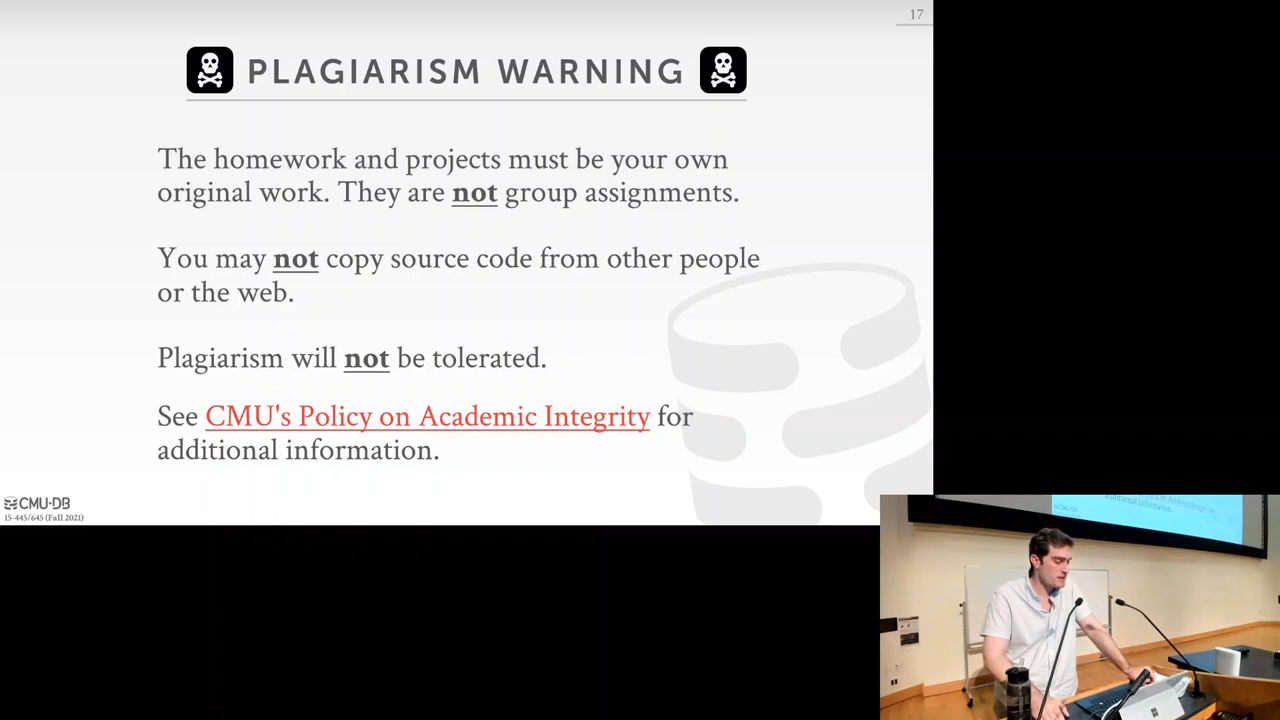 17
PLAGIARISM WARNING
The homework and projects must be your own
original work. They are not group assignments.
You may not copy source code from other people
or the web.
Plagiarism will not be tolerated.
See CMU's Policy on Academic Integrity for
additional information.
CMU·DB
15-445/645 (Fall 2021)
additional information.